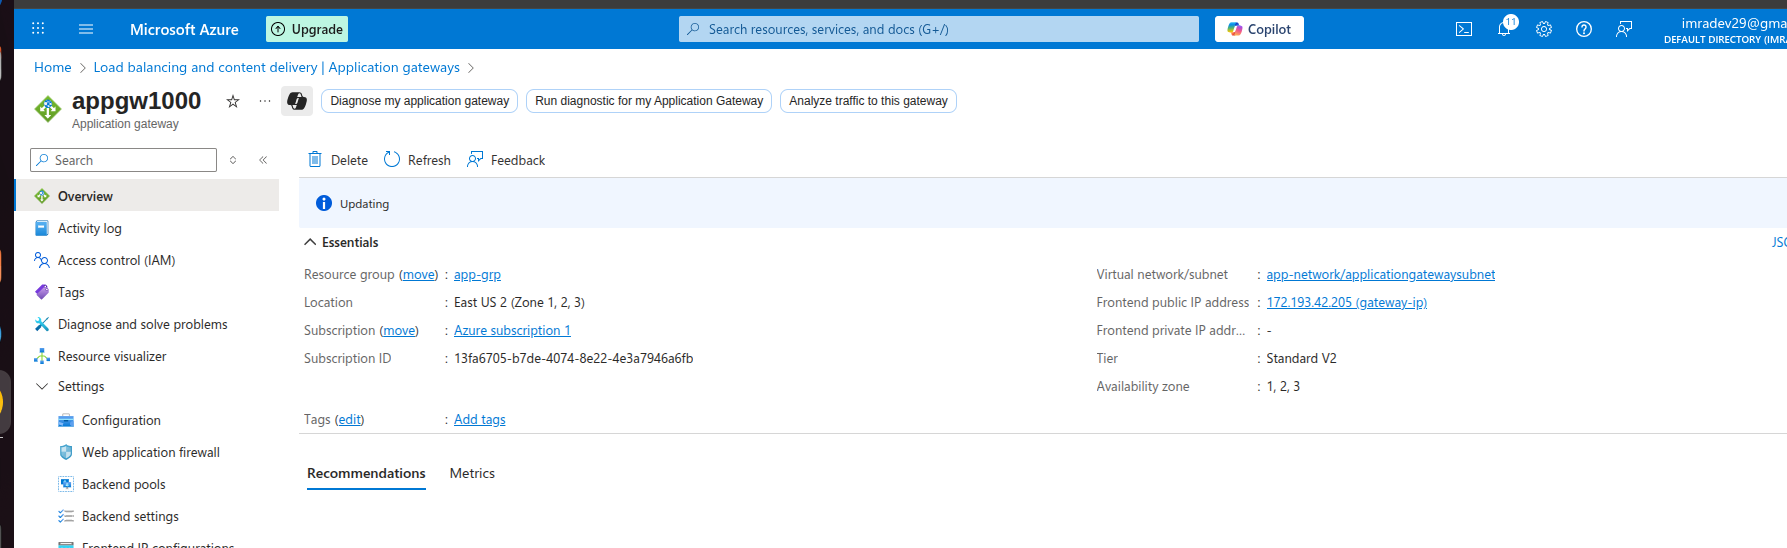 Microsoft Azure
Upgrade
Search resources, services, and docs (G+/)
Copilot
11
imradev29@gma
DEFAULT DIRECTORY (IMRA
Home > Load balancing and content delivery | Application gateways >
appgw1000
Application gateway
Diagnose my application gateway
Run diagnostic for my Application Gateway
Analyze traffic to this gateway
Search
Delete
Refresh
Feedback
Overview
Activity log
Access control (IAM)
Tags
Diagnose and solve problems
Resource visualizer
Settings
Configuration
Web application firewall
Backend pools
Backend settings
Frontend IP configurations
Updating
Essentials
JSO
Resource group (move) : app-grp
Location : East US 2 (Zone 1, 2, 3)
Subscription (move) : Azure subscription 1
Subscription ID : 13fa6705-b7de-4074-8e22-4e3a7946a6fb
Virtual network/subnet : app-network/applicationgatewaysubnet
Frontend public IP address : 172.193.42.205 (gateway-ip)
Frontend private IP addr... : -
Tier : Standard V2
Availability zone : 1, 2, 3
Tags (edit) : Add tags
Recommendations
Metrics